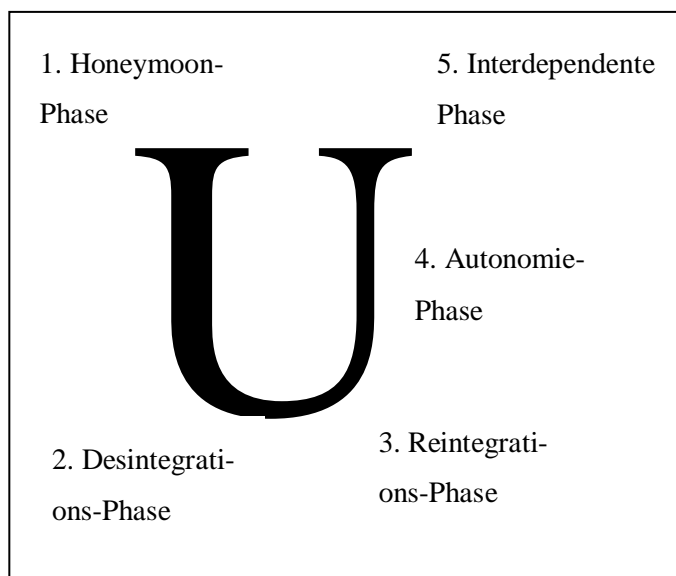 1. Honeymoon-
Phase
5. Interdependente
Phase
U
4. Autonomie-
Phase
2. Desintegrati-
ons-Phase
3. Reintegrati-
ons-Phase